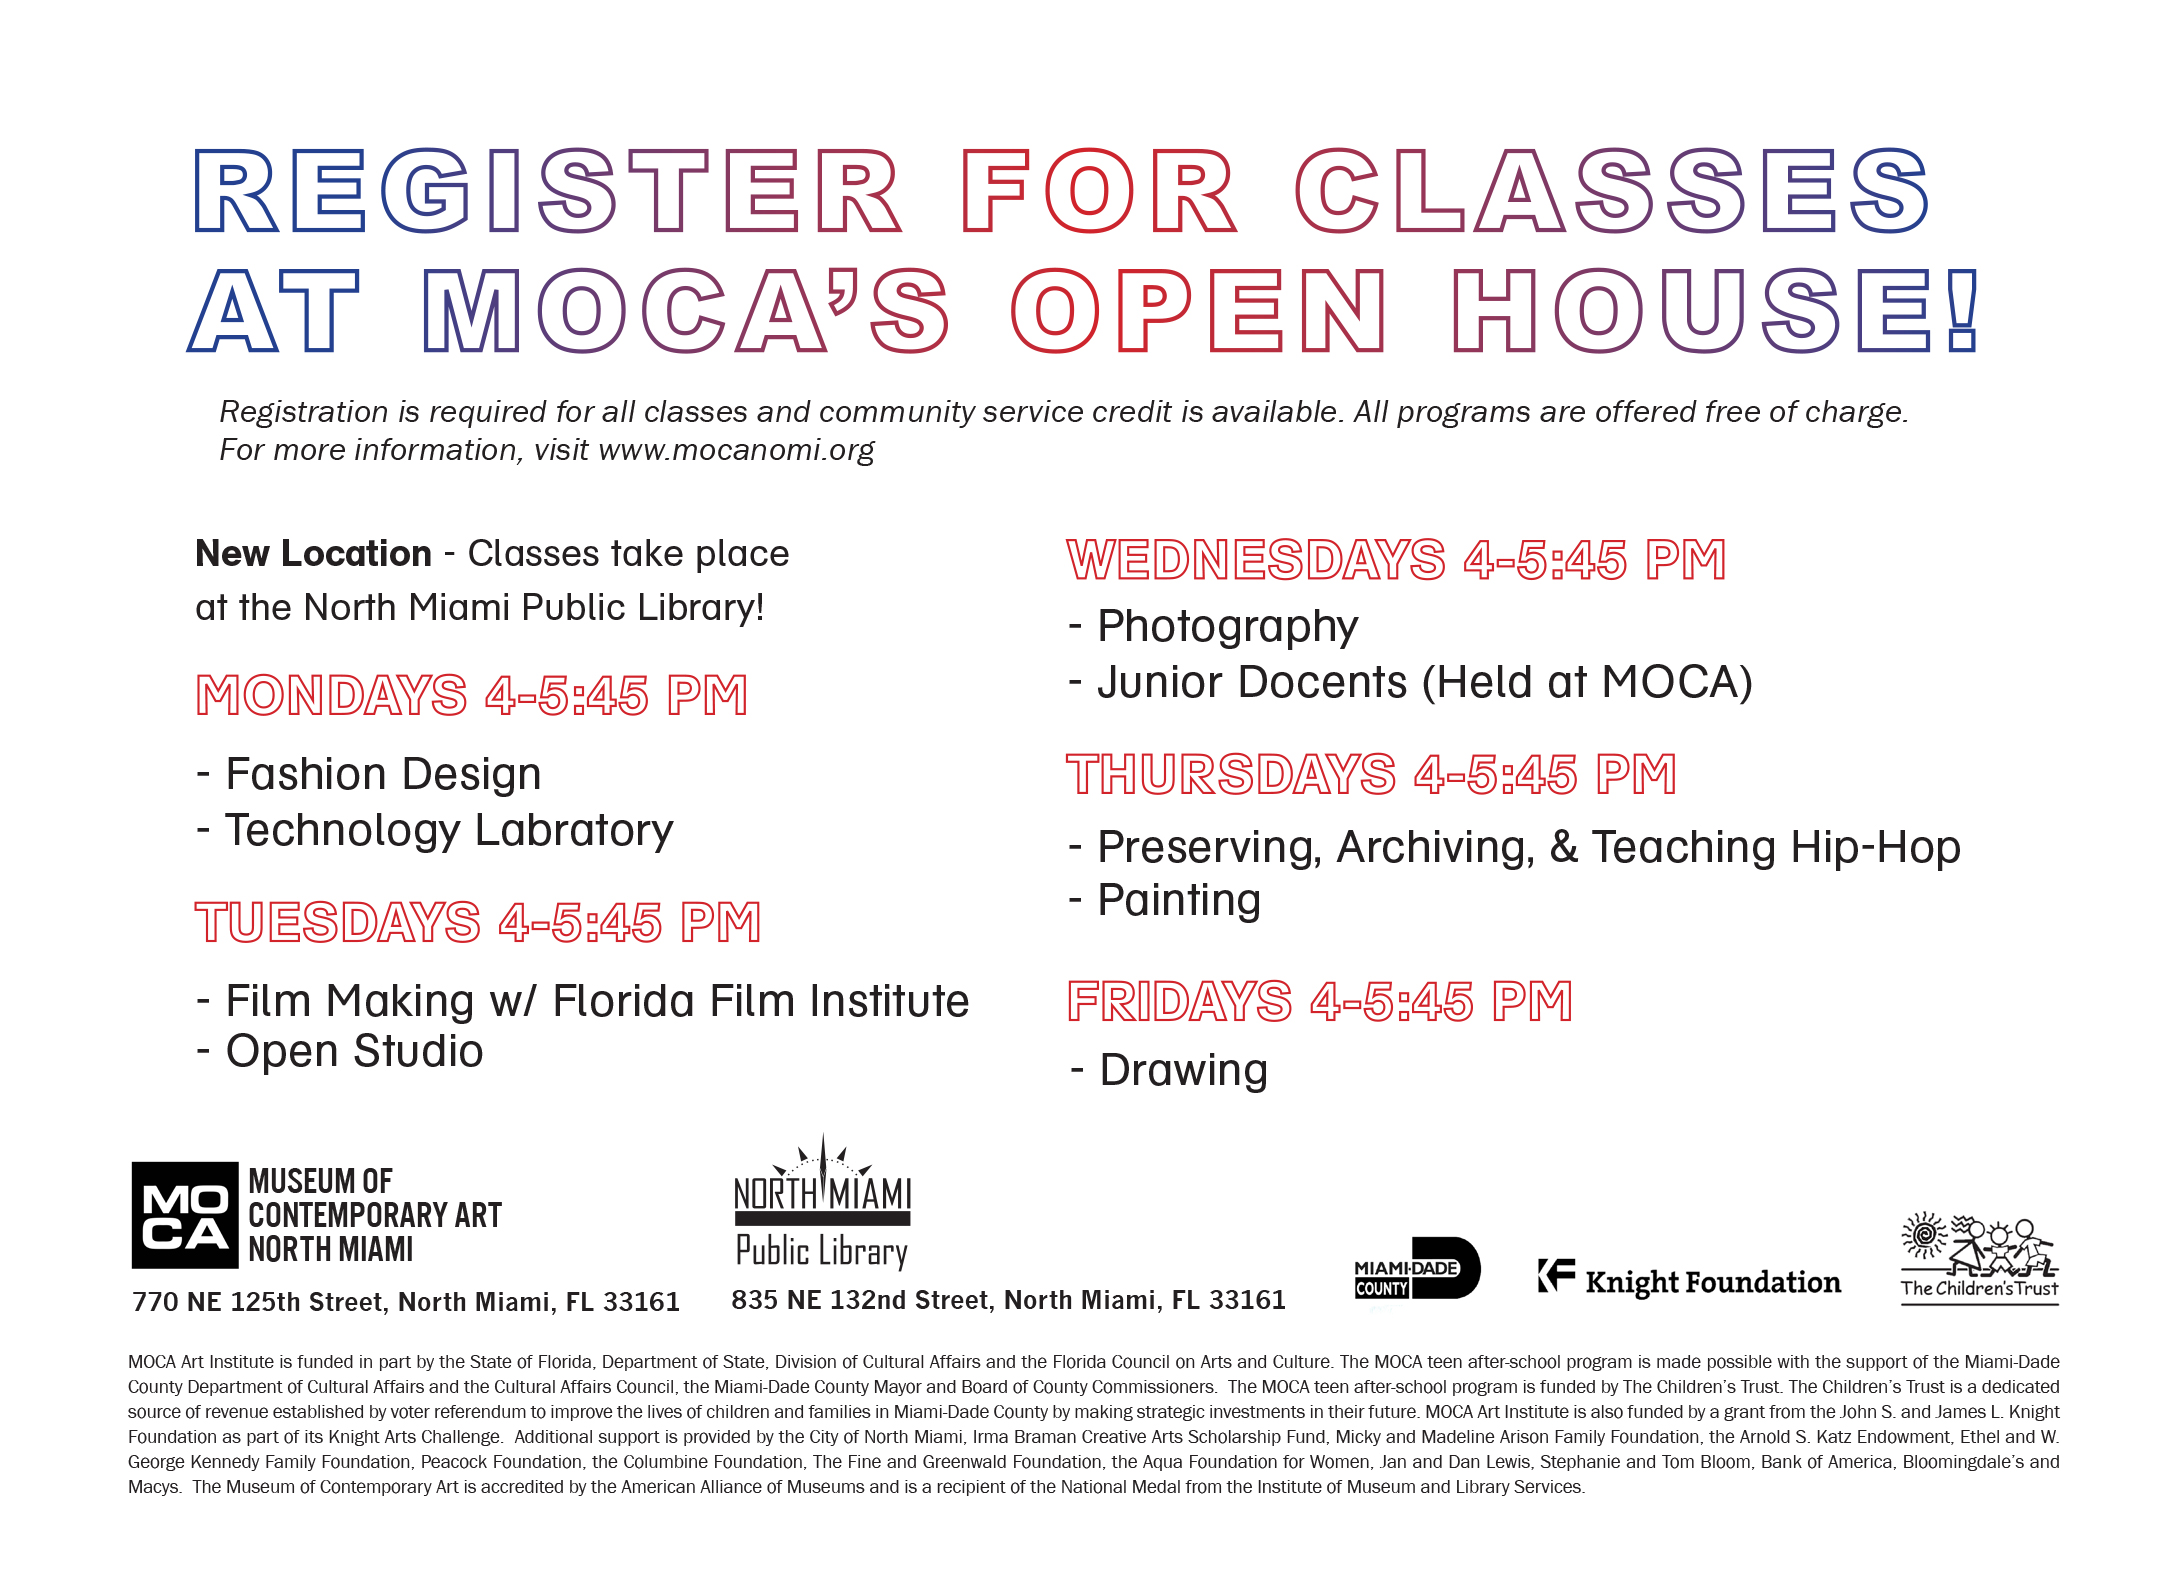 REGISTER FOR CLASSES
AT MOCA'S OPEN HOUSE!
Registration is required for all classes and community service credit is available. All programs are offered free of charge.
For more information, visit www.mocanomi.org
New Location - Classes take place
at the North Miami Public Library!
MONDAYS 4-5:45 PM
- Fashion Design
- Technology Labratory
TUESDAYS 4-5:45 PM
- Film Making w/ Florida Film Institute
- Open Studio
WEDNESDAYS 4-5:45 PM
- Photography
- Junior Docents (Held at MOCA)
THURSDAYS 4-5:45 PM
- Preserving, Archiving, & Teaching Hip-Hop
- Painting
FRIDAYS 4-5:45 PM
- Drawing
MO
CA
MUSEUM OF
CONTEMPORARY ART
NORTH MIAMI
770 NE 125th Street, North Miami, FL 33161
NORTH MIAMI
Public Library
835 NE 132nd Street, North Miami, FL 33161
MIAMI-DADE
COUNTY
KF Knight Foundation
The Children's Trust
MOCA Art Institute is funded in part by the State of Florida, Department of State, Division of Cultural Affairs and the Florida Council on Arts and Culture. The MOCA teen after-school program is made possible with the support of the Miami-Dade
County Department of Cultural Affairs and the Cultural Affairs Council, the Miami-Dade County Mayor and Board of County Commissioners.  The MOCA teen after-school program is funded by The Children's Trust. The Children's Trust is a dedicated
source of revenue established by voter referendum to improve the lives of children and families in Miami-Dade County by making strategic investments in their future. MOCA Art Institute is also funded by a grant from the John S. and James L. Knight
Foundation as part of its Knight Arts Challenge.  Additional support is provided by the City of North Miami, Irma Braman Creative Arts Scholarship Fund, Micky and Madeline Arison Family Foundation, the Arnold S. Katz Endowment, Ethel and W.
George Kennedy Family Foundation, Peacock Foundation, the Columbine Foundation, The Fine and Greenwald Foundation, the Aqua Foundation for Women, Jan and Dan Lewis, Stephanie and Tom Bloom, Bank of America, Bloomingdale's and
Macys.  The Museum of Contemporary Art is accredited by the American Alliance of Museums and is a recipient of the National Medal from the Institute of Museum and Library Services.